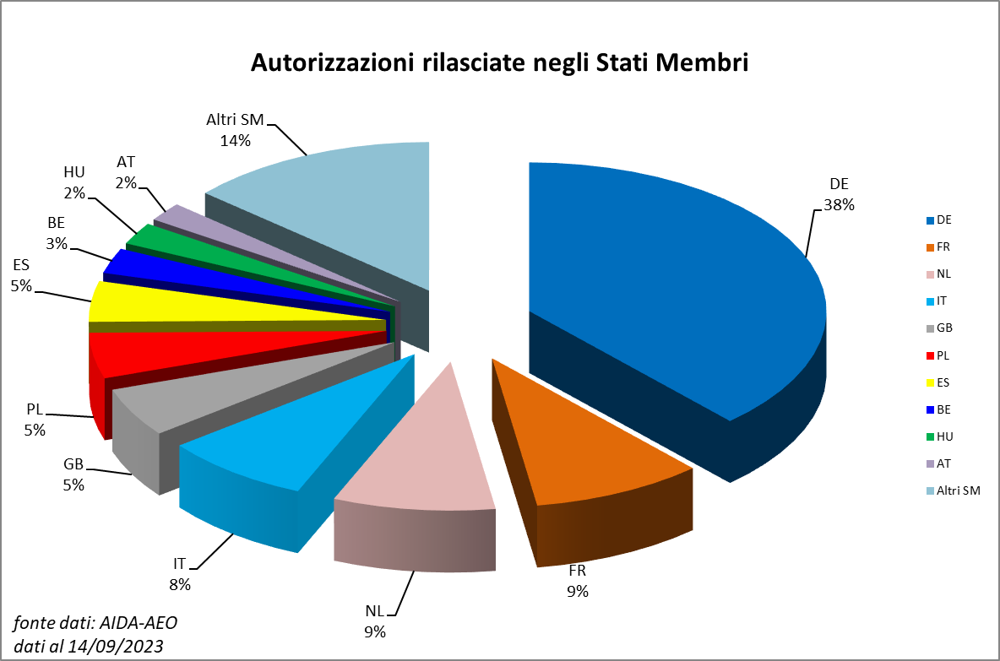 Autorizzazioni rilasciate negli Stati Membri
Altri SM
14%
AT
2%
HU
2%
BE
3%
ES
5%
PL
5%
GB
5%
IT
8%
NL
9%
FR
9%
DE
38%
DE
FR
NL
IT
GB
PL
ES
BE
HU
AT
Altri SM
fonte dati: AIDA-AEO
dati al 14/09/2023